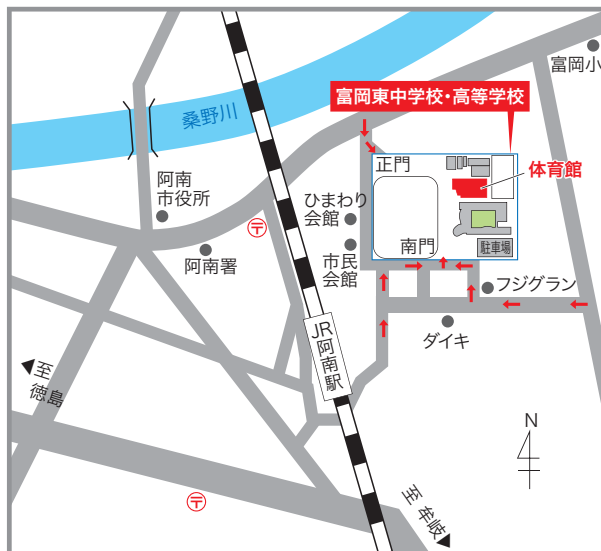 富岡小
富岡東中学校・高等学校
桑野川
正門
体育館
阿南
市役所
ひまわり
会館
〒
南門
駐車場
阿南署
市民
会館
フジグラン
ダイキ
JR阿南駅
至
徳島
N
〒
至 牟岐